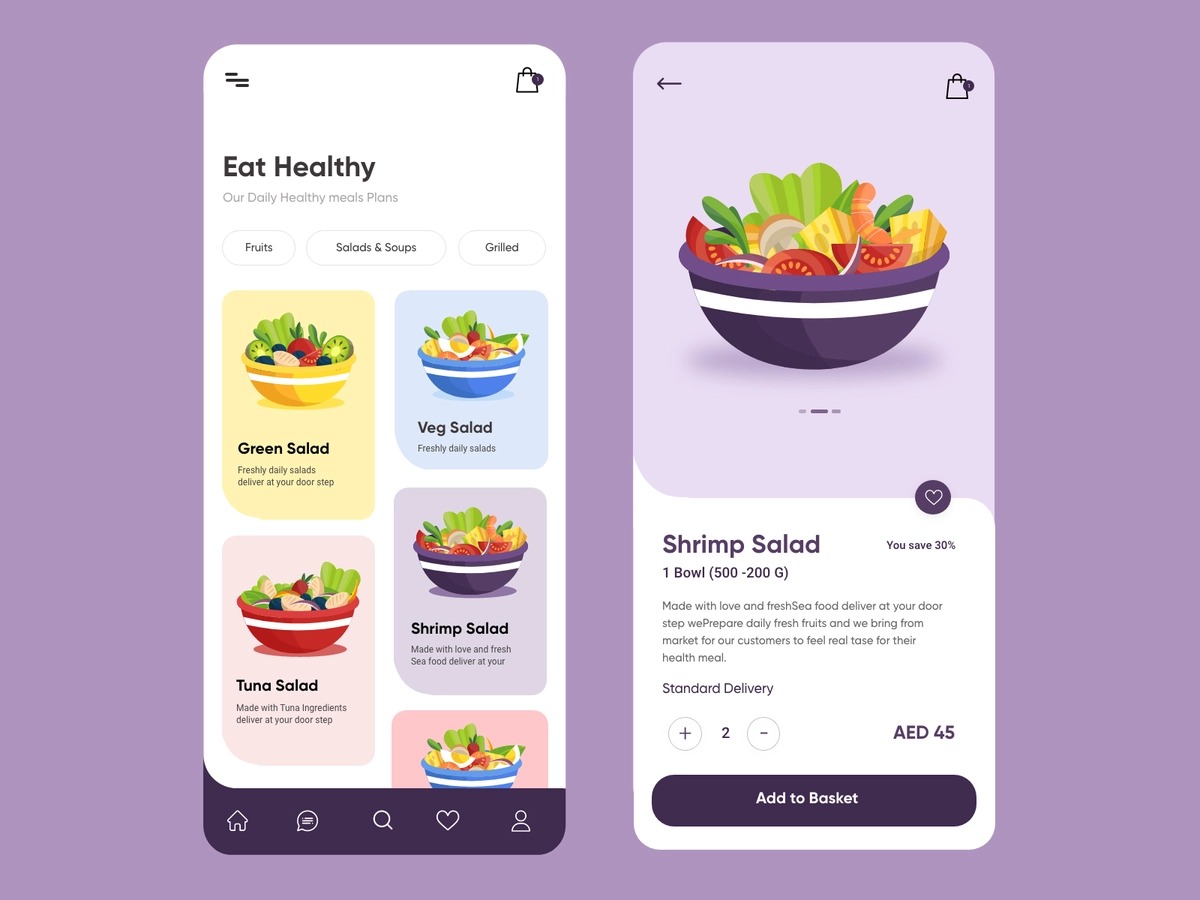 Eat Healthy
Our Daily Healthy meals Plans
Fruits
Salads & Soups
Grilled
Green Salad
Freshly daily salads
deliver at your door step
Veg Salad
Freshly daily salads
Tuna Salad
Made with Tuna Ingredients
deliver at your door step
Shrimp Salad
Made with love and fresh
Sea food deliver at your
Shrimp Salad
You save 30%
1 Bowl (500 -200 G)
Made with love and freshSea food deliver at your door
step wePrepare daily fresh fruits and we bring from
market for our customers to feel real tase for their
health meal.
Standard Delivery
+ 2 -
AED 45
Add to Basket